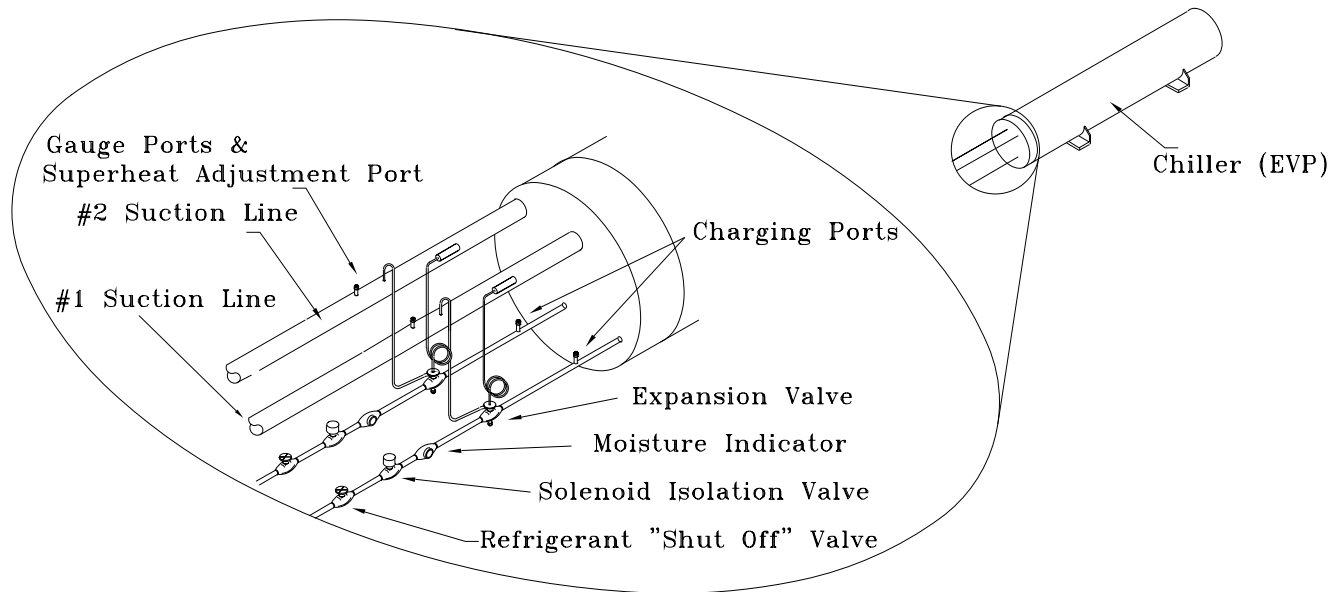 Gauge Ports &
Superheat Adjustment Port
#2 Suction Line
#1 Suction Line
Charging Ports
Chiller (EVP)
Expansion Valve
Moisture Indicator
Solenoid Isolation Valve
Refrigerant "Shut Off" Valve